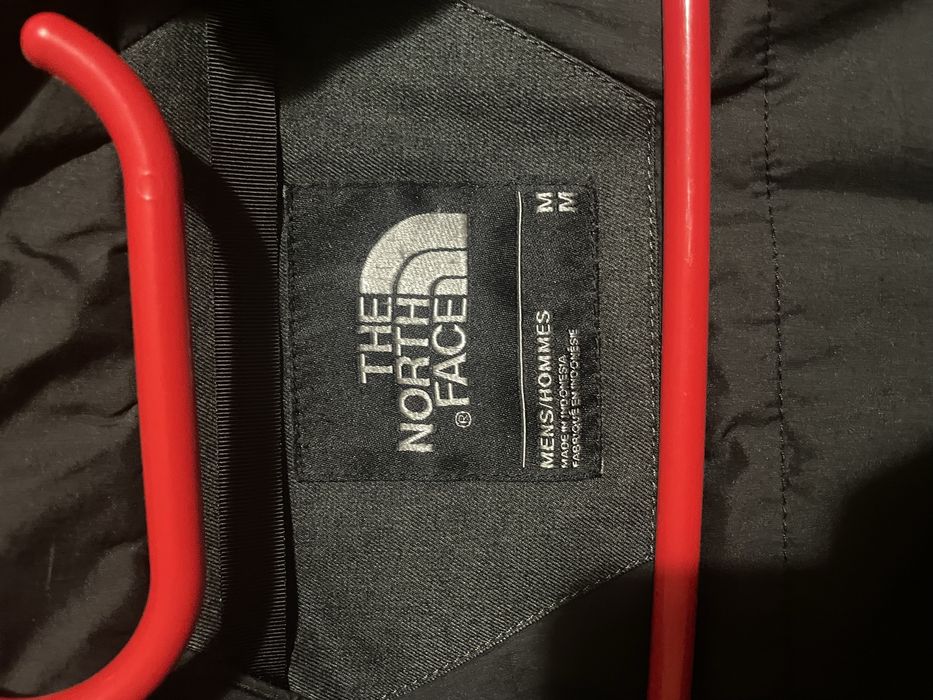 THE
NORTH
FACE®
M
M
MENS/HOMMES
MADE IN INDONESIA
FABRIQUÉ EN INDONÉSIE